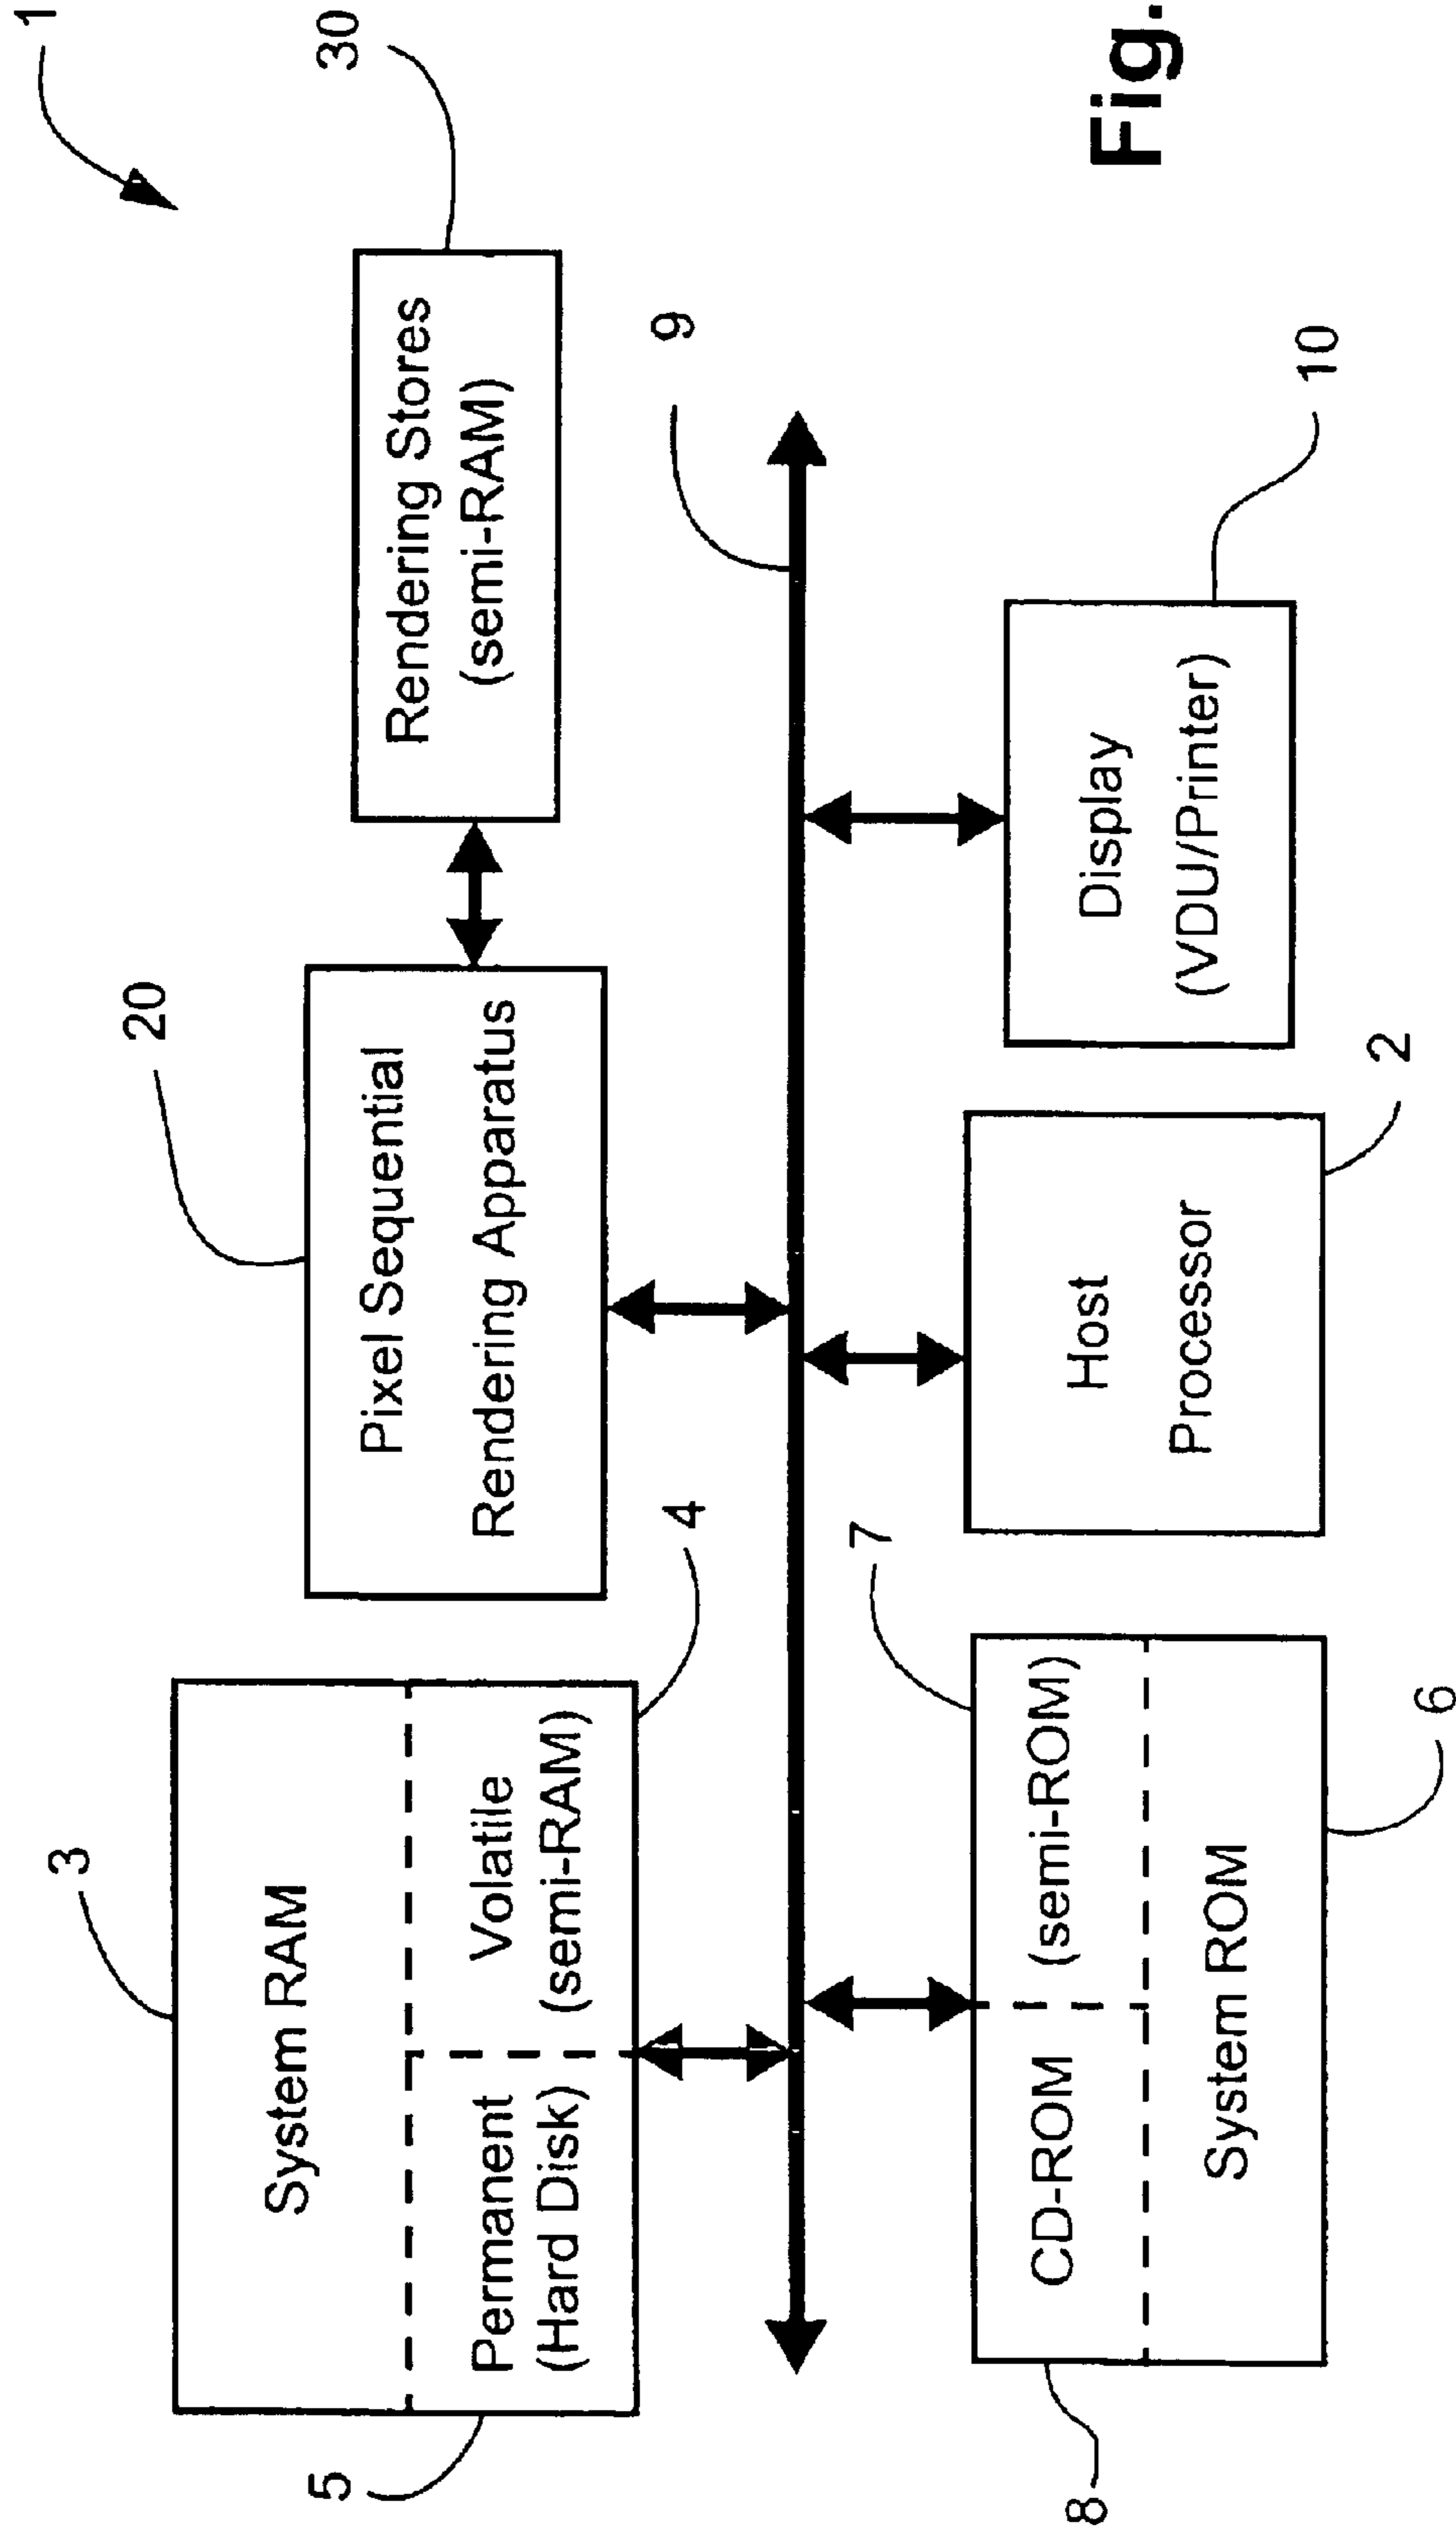 1
3
System RAM
Permanent
(Hard Disk)
5
Volatile
(semi-RAM)
4
20
Pixel Sequential
Rendering Apparatus
30
Rendering Stores
(semi-RAM)
9
8
CD-ROM
(semi-ROM)
7
System ROM
6
Host
Processor
2
Display
(VDU/Printer)
10
Fig.